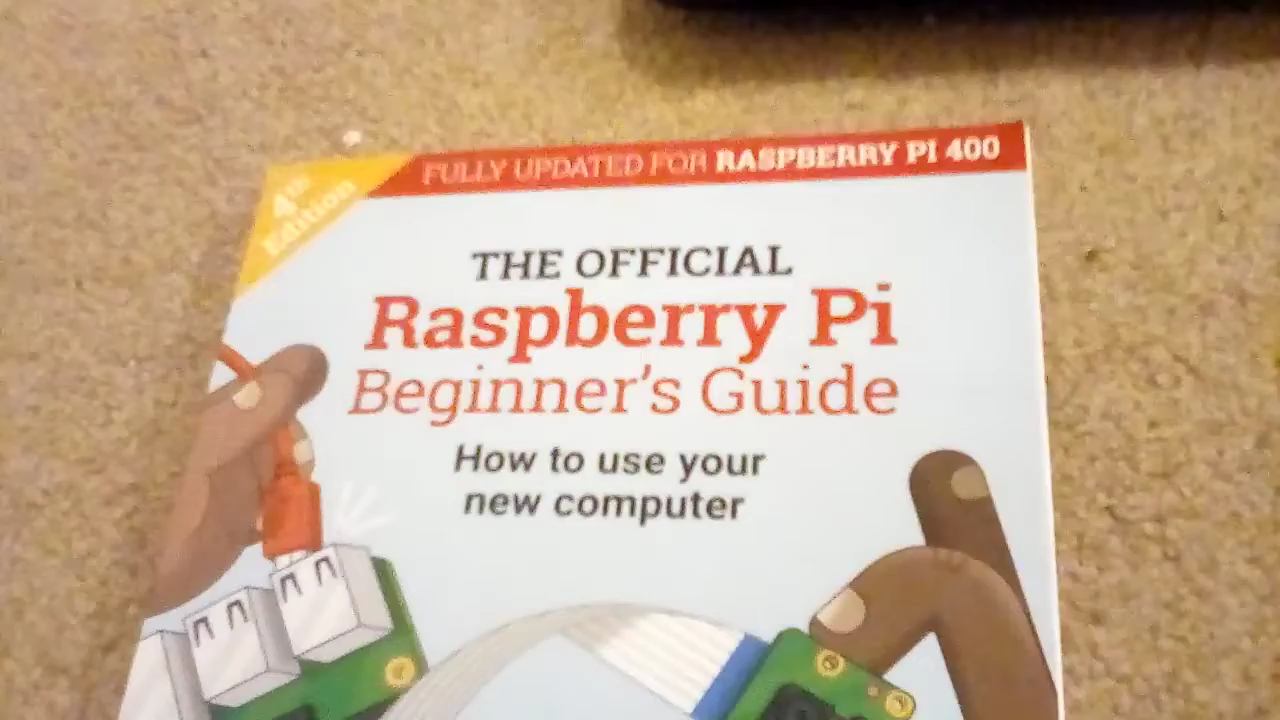 FULLY UPDATED FOR RASPBERRY PI 400
4th
Edition
THE OFFICIAL
Raspberry Pi
Beginner's Guide
How to use your
new computer